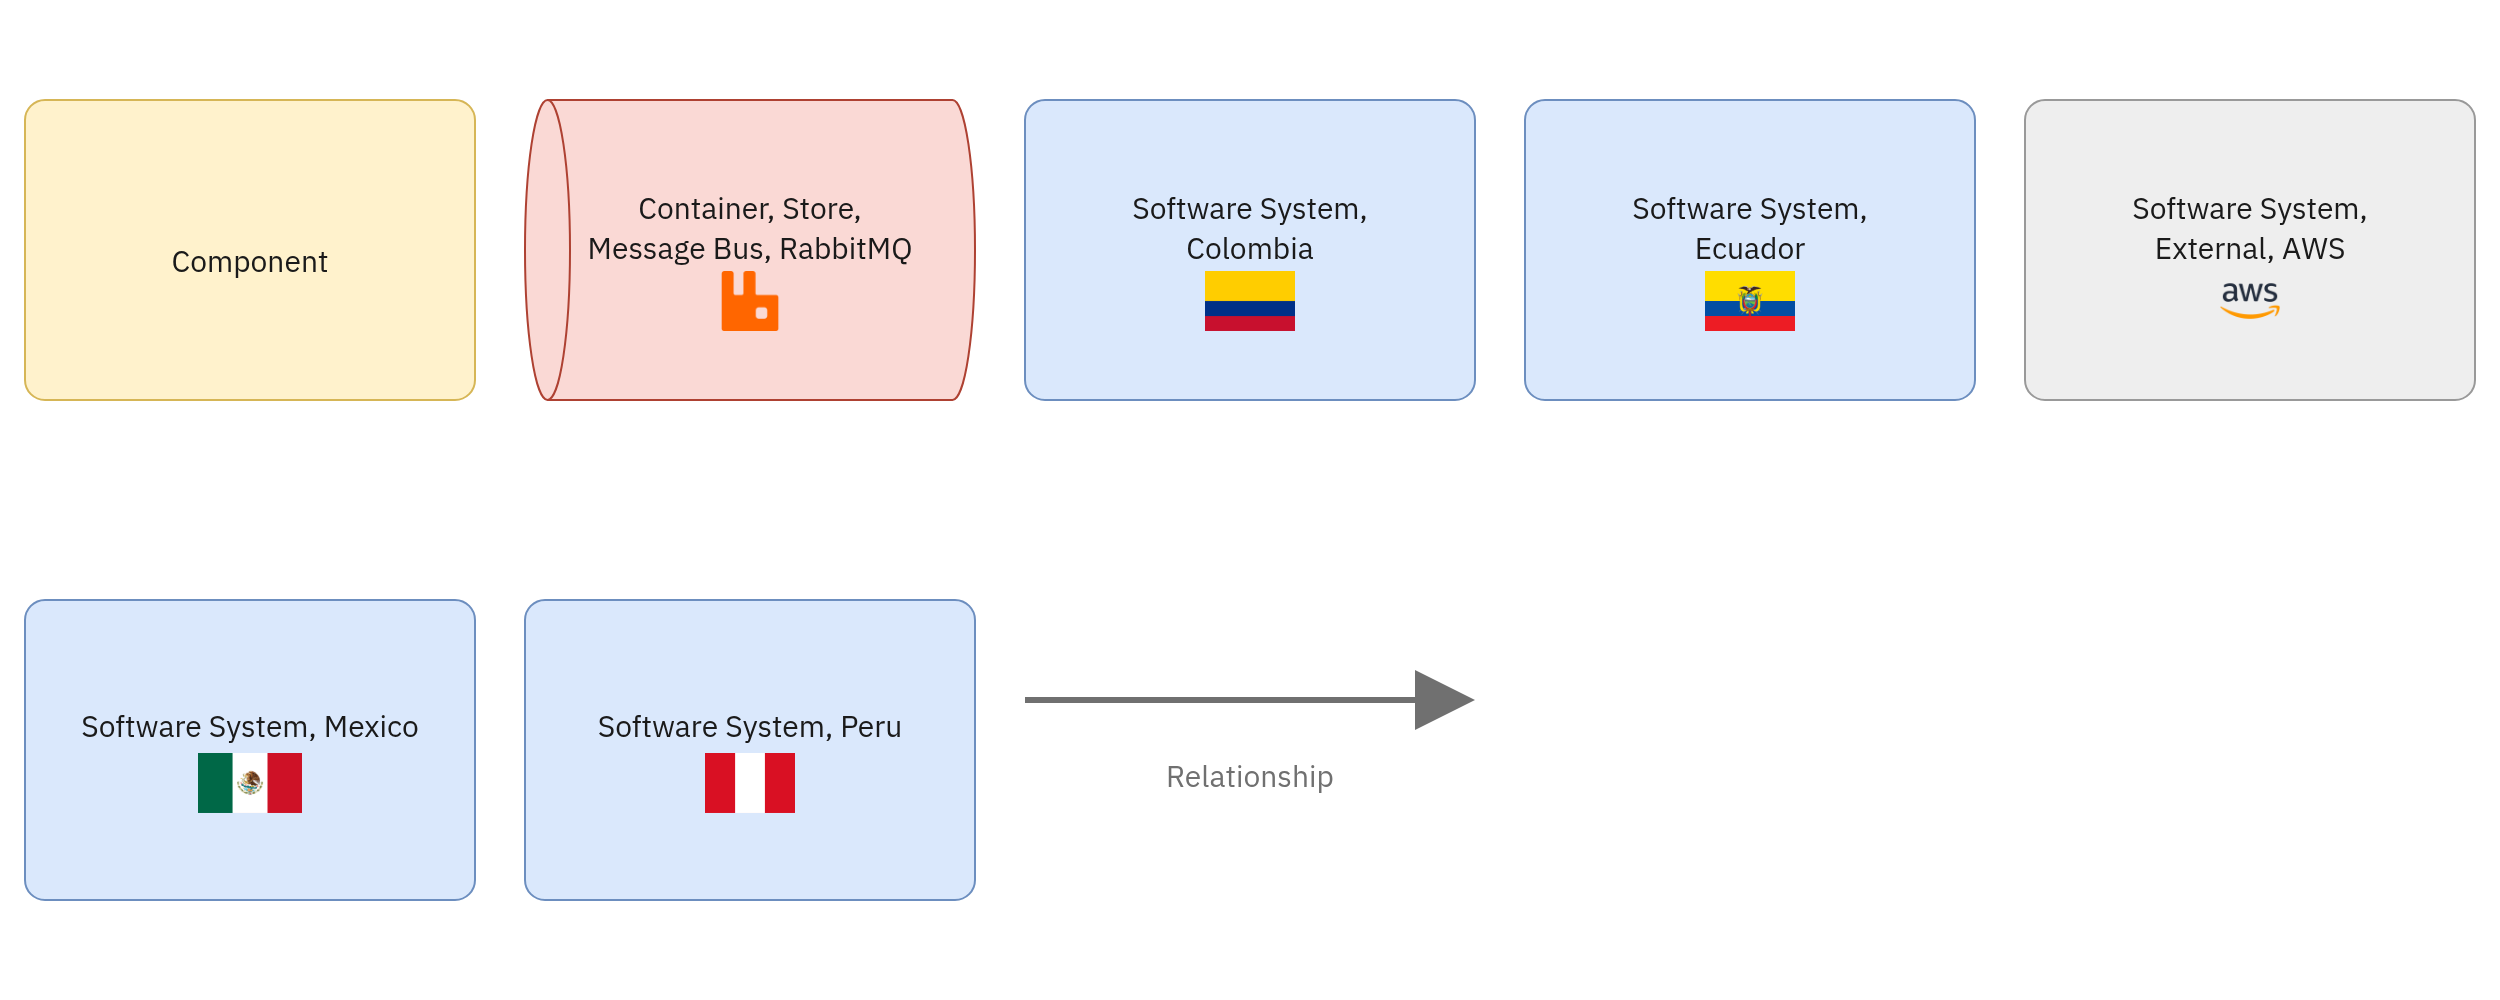 Component
Container, Store,
Message Bus, RabbitMQ
Software System,
Colombia
Software System,
Ecuador
Software System,
External, AWS
aws
Software System, Mexico
Software System, Peru
Relationship